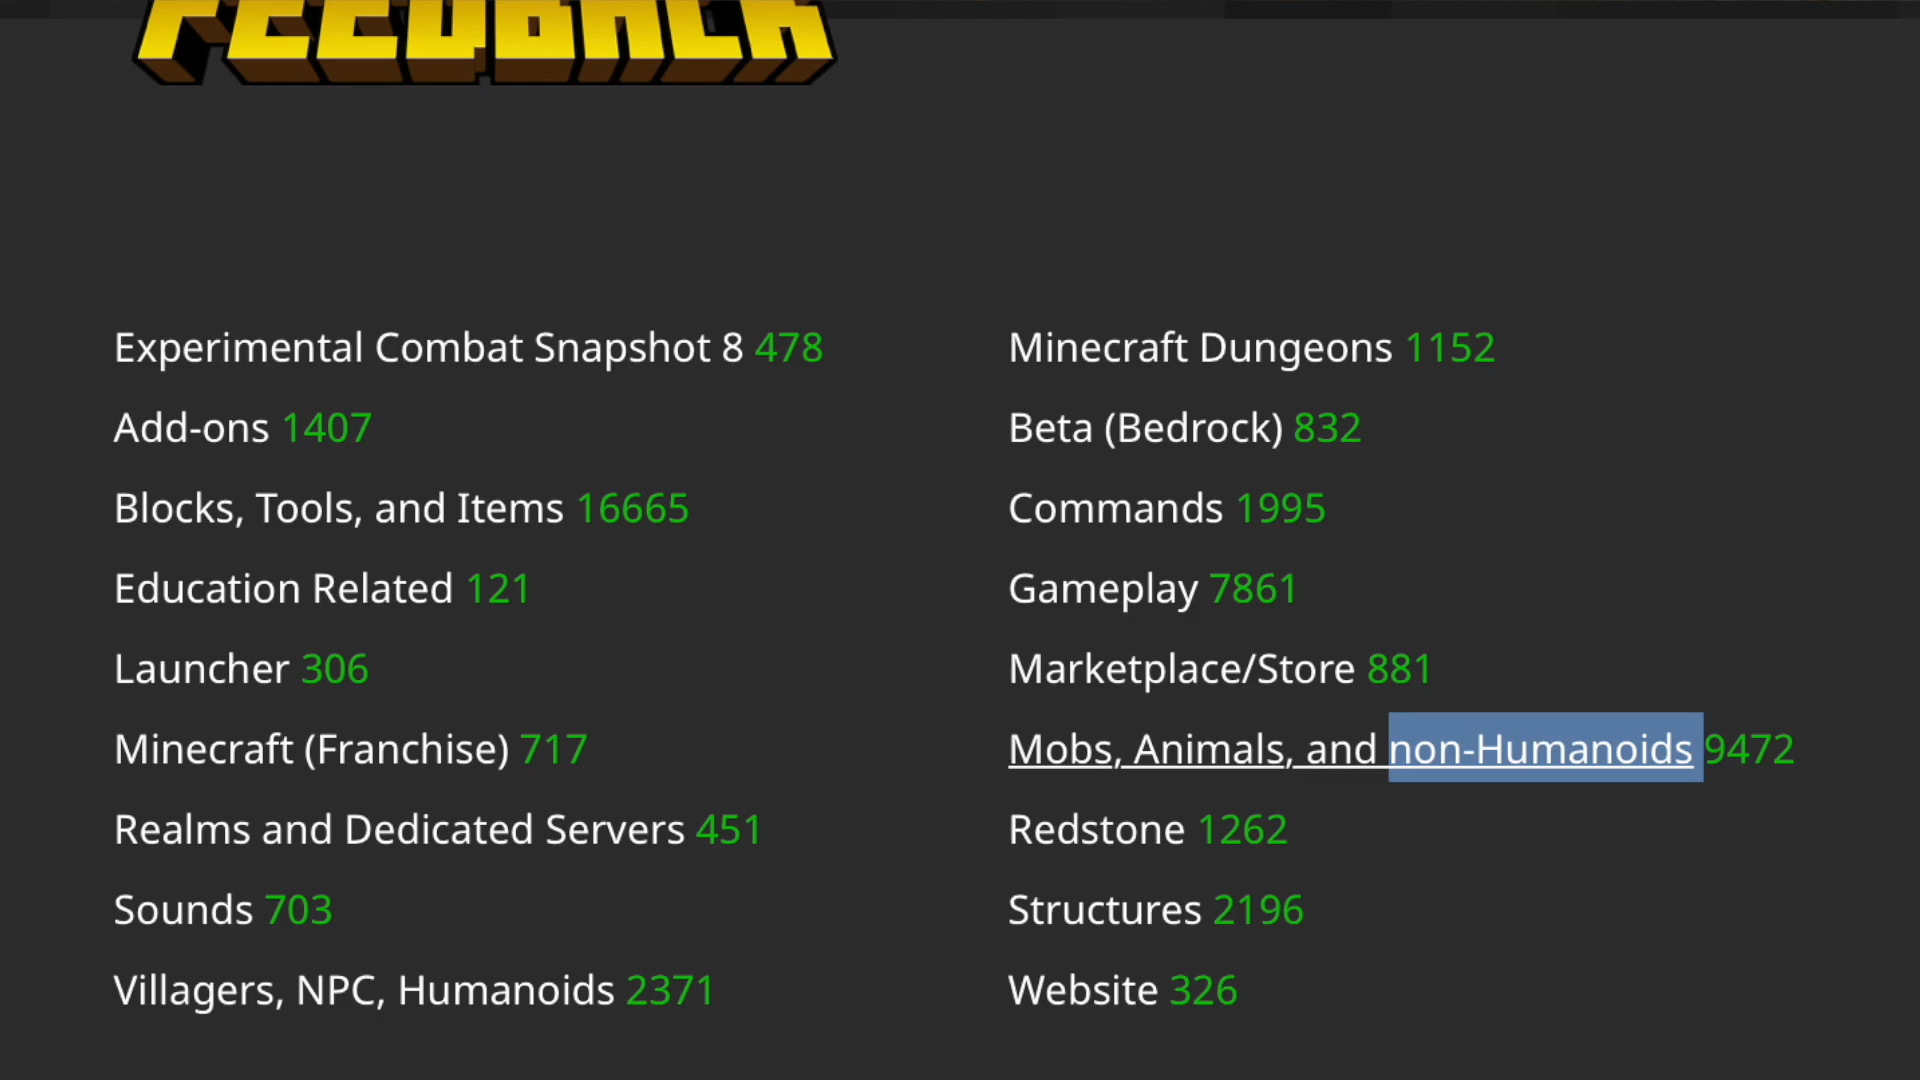 FEEDBACK
Experimental Combat Snapshot 8 478
Minecraft Dungeons 1152
Add-ons 1407
Beta (Bedrock) 832
Blocks, Tools, and Items 16665
Commands 1995
Education Related 121
Gameplay 7861
Launcher 306
Marketplace/Store 881
Minecraft (Franchise) 717
Mobs, Animals, and non-Humanoids 9472
Realms and Dedicated Servers 451
Redstone 1262
Sounds 703
Structures 2196
Villagers, NPC, Humanoids 2371
Website 326